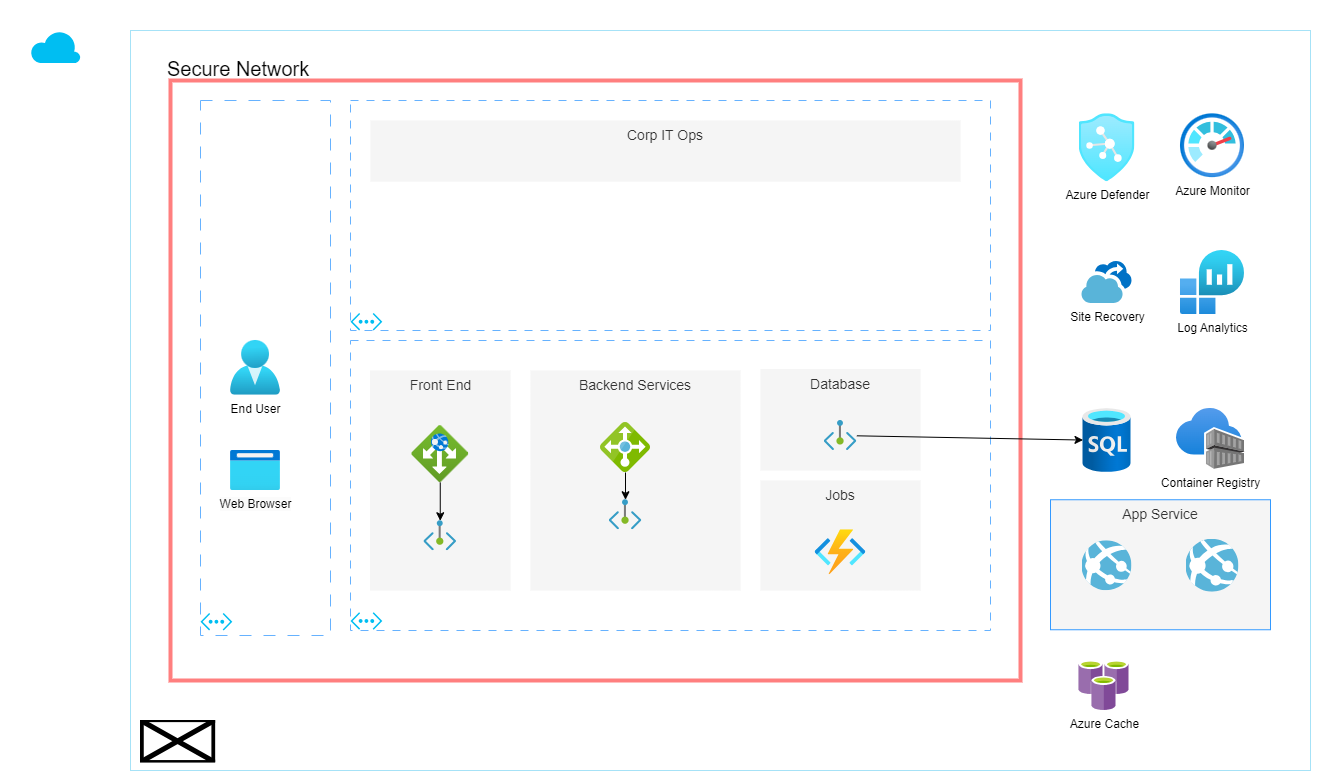 Secure Network
Corp IT Ops
Azure Defender
Azure Monitor
Site Recovery
Log Analytics
End User
Web Browser
Front End
Backend Services
Database
Jobs
SQL
Container Registry
App Service
Azure Cache